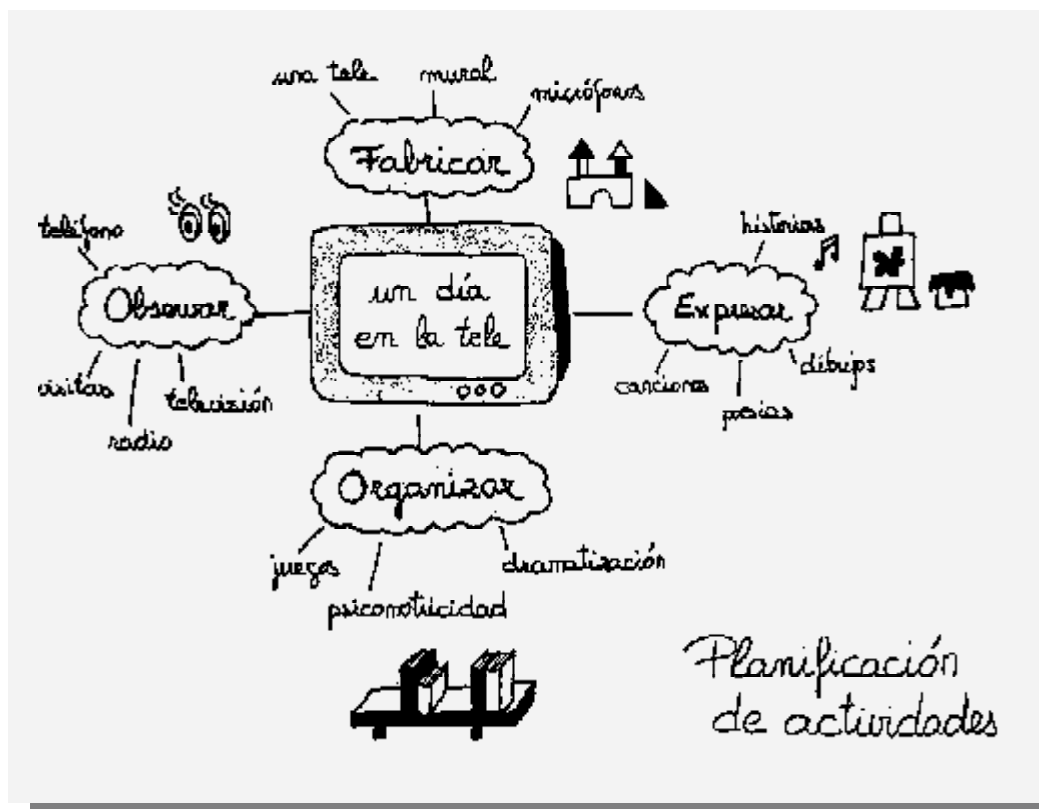 una tele
mural
micrófonos
Fabricar
teléfono
Observar
visitas
radio
televisión
un día
en la tele
historias
Expresar
canciones
poesias
dibujos
Organizar
juegos
psicomotricidad
dramatización
Planificación
de actividades